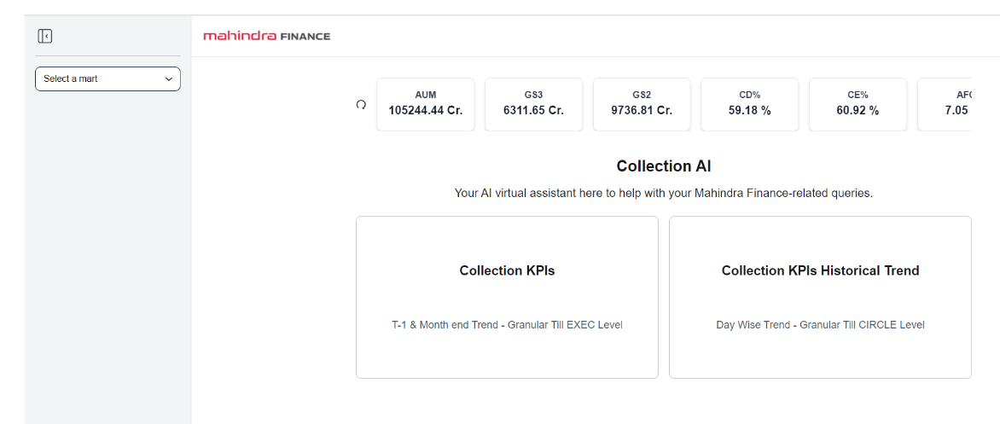 mahindra FINANCE
Select a mart
AUM
105244.44 Cr.
GS3
6311.65 Cr.
GS2
9736.81 Cr.
CD%
59.18 %
CE%
60.92 %
7.05
Collection AI
Your AI virtual assistant here to help with your Mahindra Finance-related queries.
Collection KPIs
T-1 & Month end Trend - Granular Till EXEC Level
Collection KPIs Historical Trend
Day Wise Trend - Granular Till CIRCLE Level